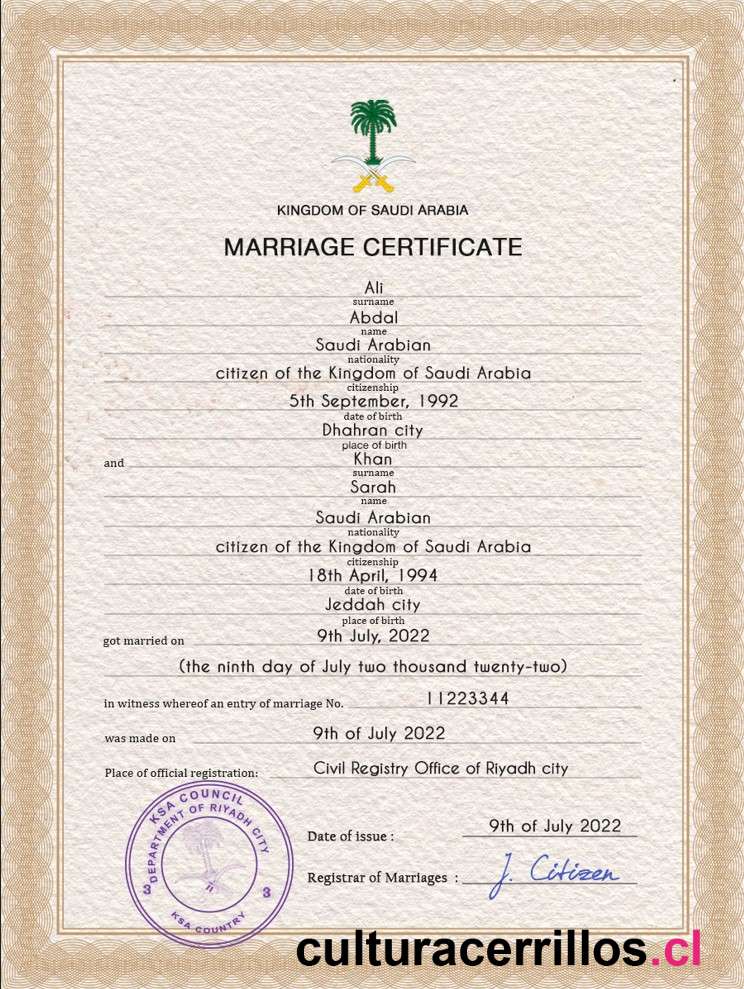 KINGDOM OF SAUDI ARABIA
MARRIAGE CERTIFICATE
Ali
surname
Abdal
name
Saudi Arabian
nationality
citizen of the Kingdom of Saudi Arabia
citizenship
5th September, 1992
date of birth
Dhahran city
place of birth
and Khan
surname
Sarah
name
Saudi Arabian
nationality
citizen of the Kingdom of Saudi Arabia
citizenship
18th April, 1994
date of birth
Jeddah city
place of birth
got married on 9th July, 2022
(the ninth day of July two thousand twenty-two)
in witness whereof an entry of marriage No. 11223344
was made on 9th of July 2022
Place of official registration: Civil Registry Office of Riyadh city
KSA COUNCIL
DEPARTMENT OF RIYADH CITY
3 3
KSA COUNTRY
Date of issue : 9th of July 2022
Registrar of Marriages : J. Citizen
culturacerrillos.cl